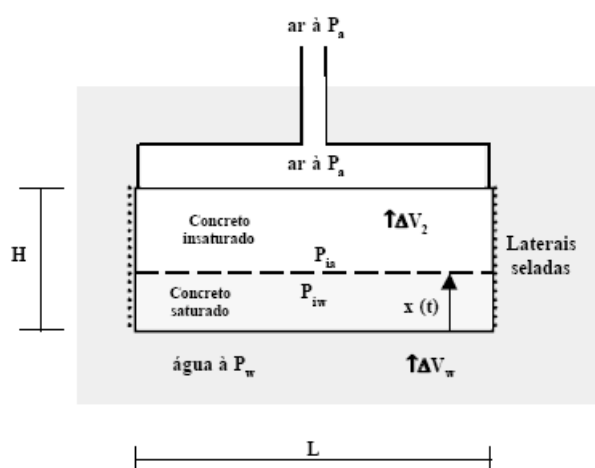 ar à Pa
ar à Pa
Concreto
insaturado
↑ΔV2
H
Pia
Laterais
seladas
Concreto
saturado
Piw
x (t)
água à Pw
↑ΔVw
L